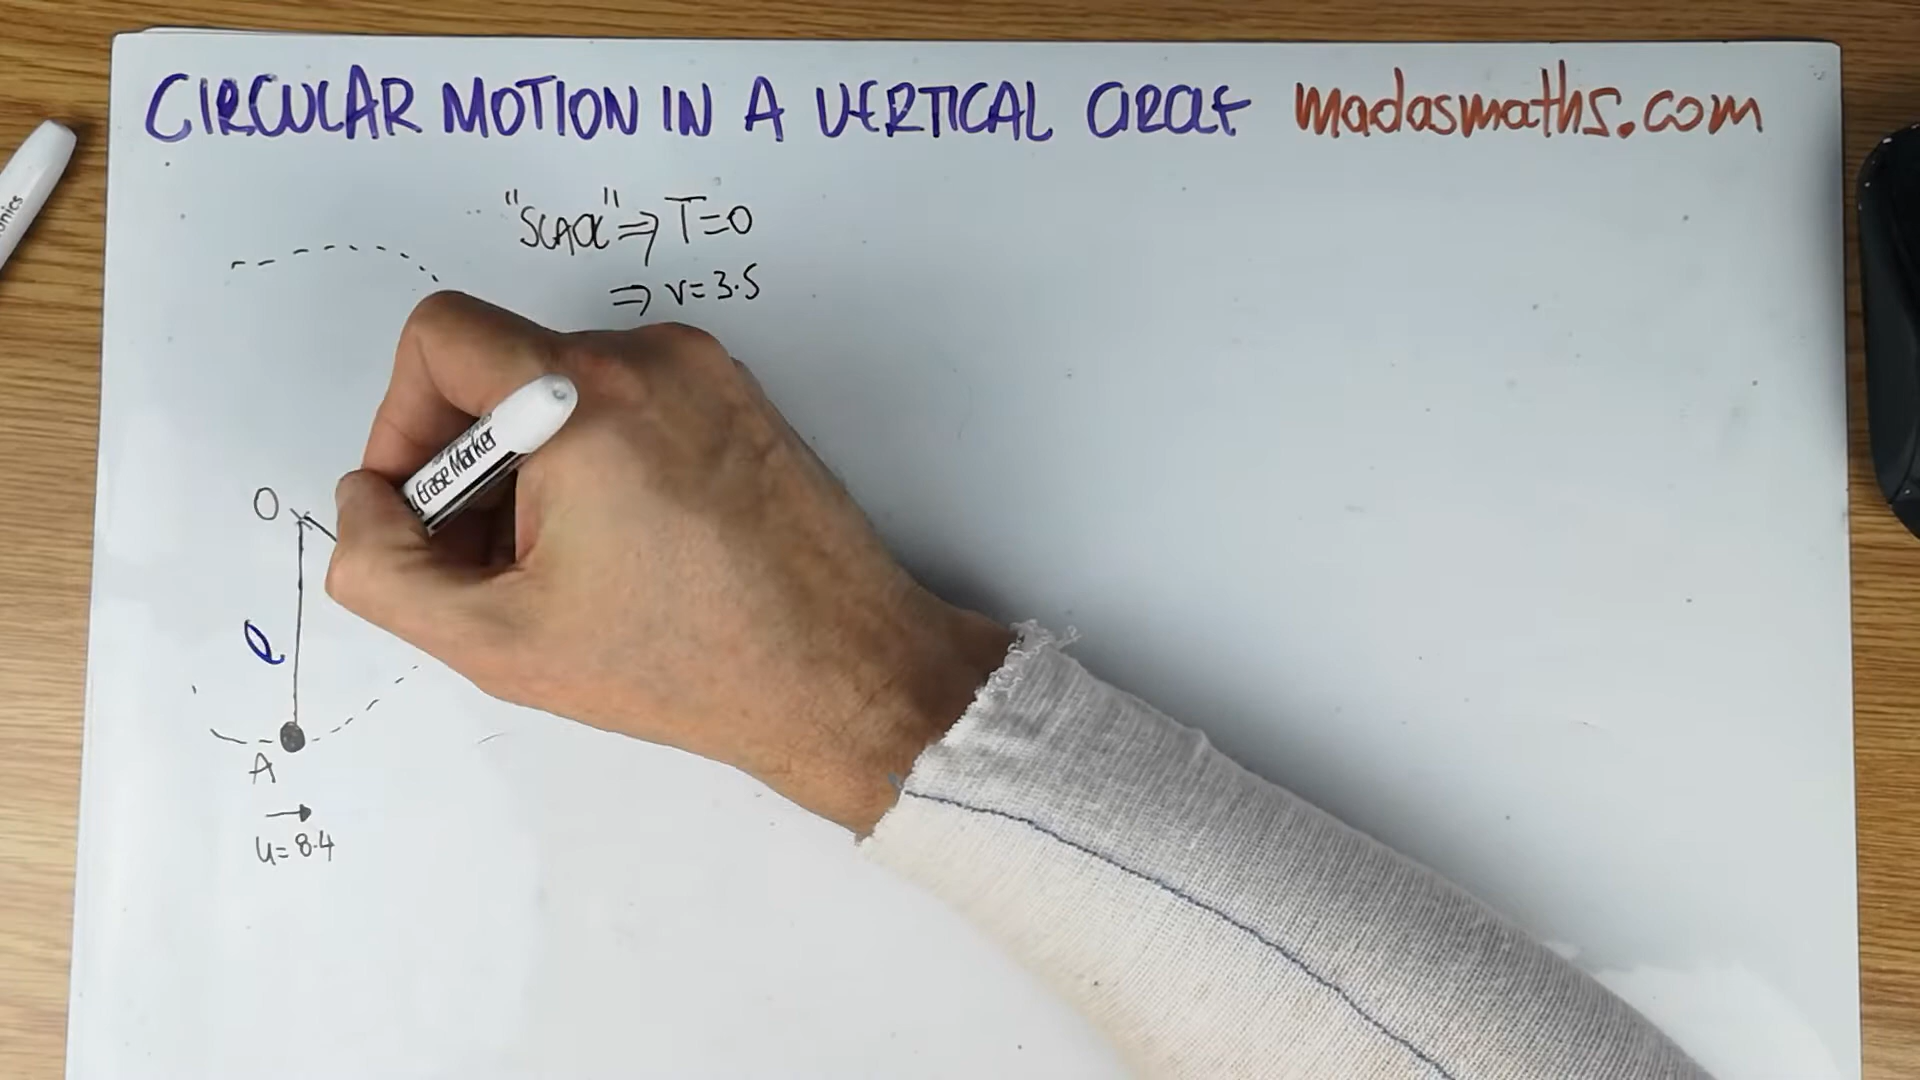 CIRCULAR MOTION IN A VERTICAL CIRCLE madasmaths.com
"SLACK" ⇒ T=0
⇒ v=3.5
O
l
A
→
u=8.4
Erase Marker